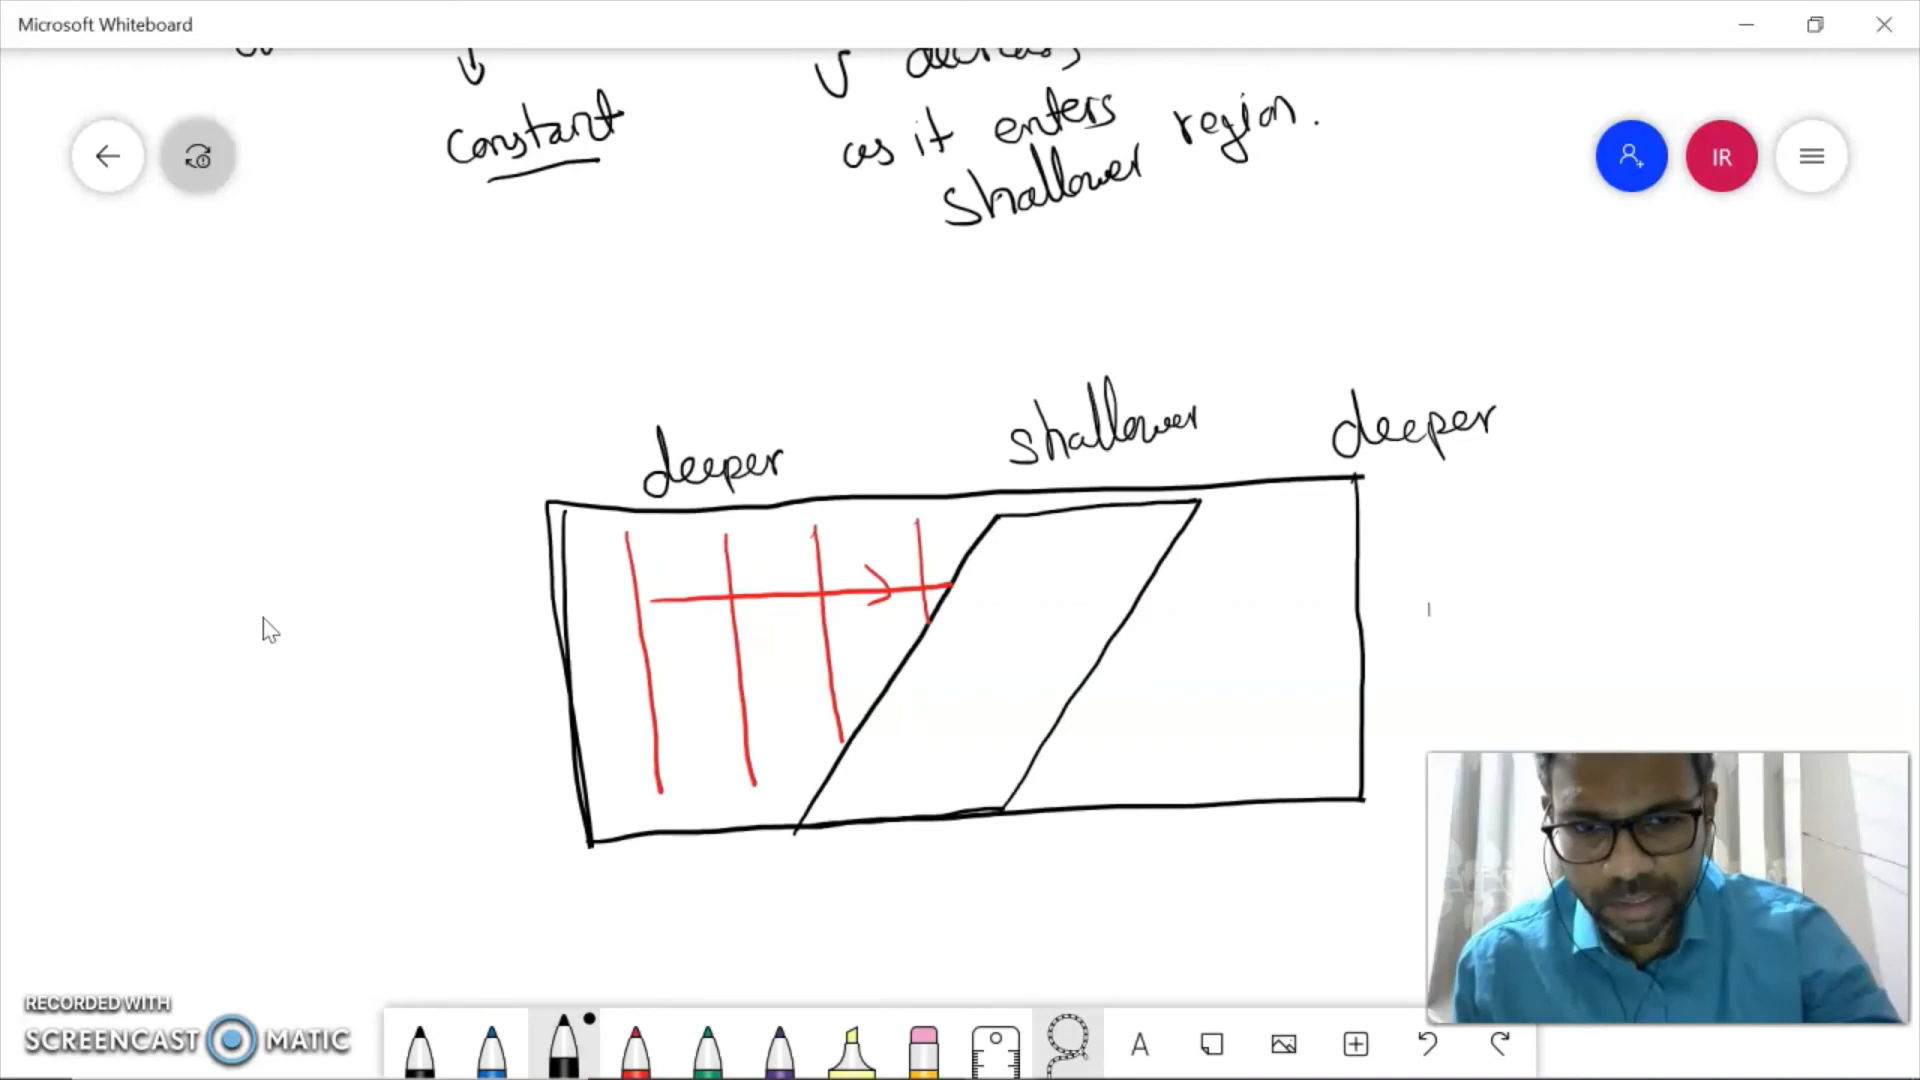 Microsoft Whiteboard
constant
as it enters region.
shallower
IR
deeper shallower deeper
RECORDED WITH
SCREENCAST MATIC
A